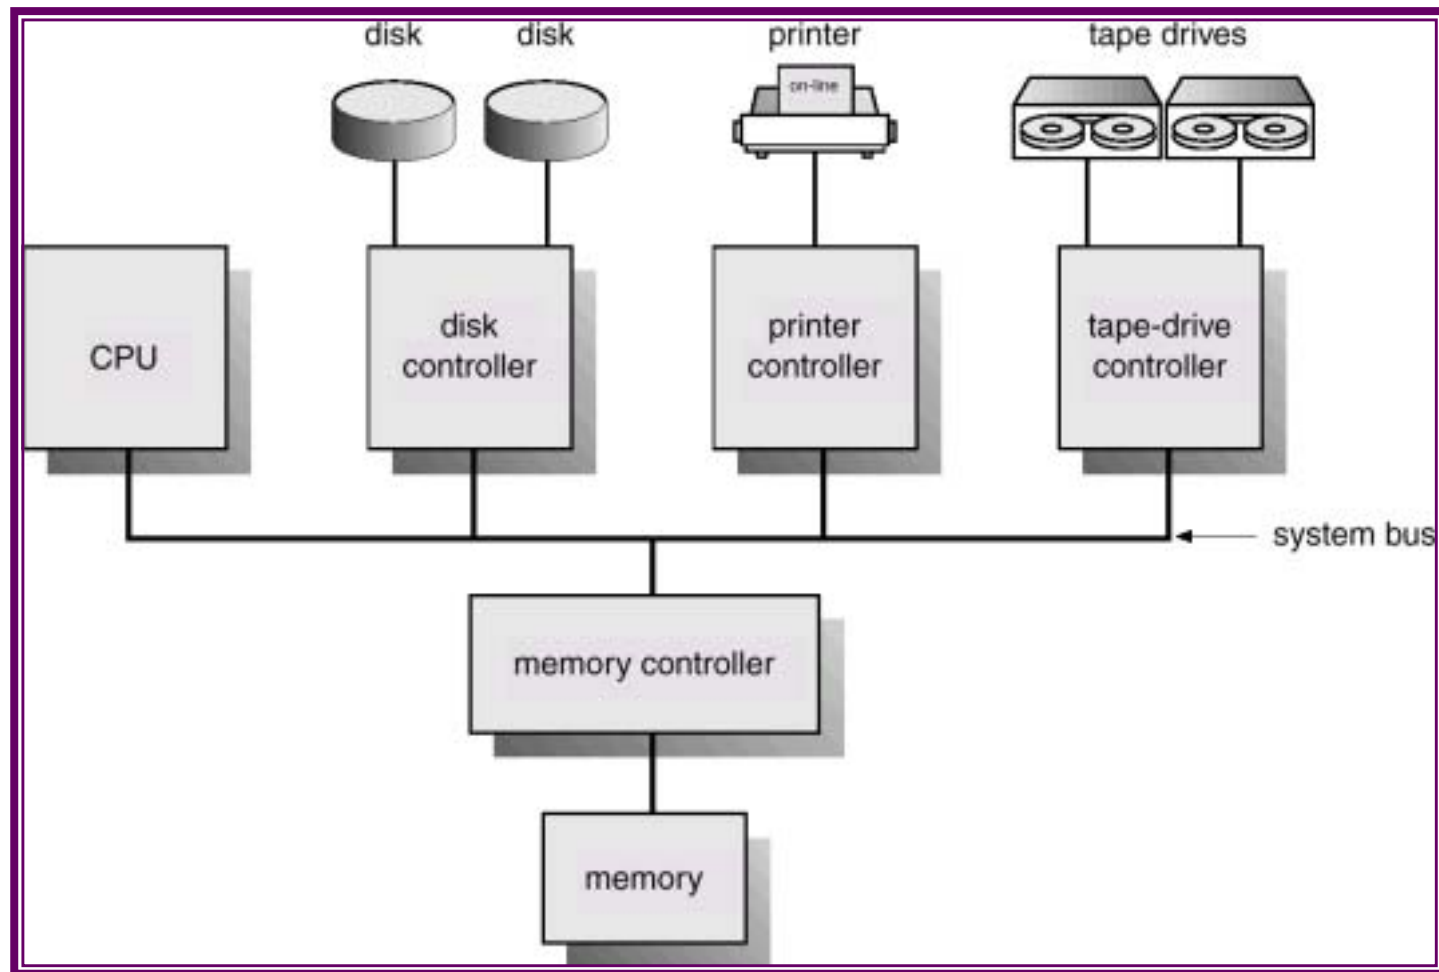 disk
disk
printer
tape drives
on-line
CPU
disk
controller
printer
controller
tape-drive
controller
system bus
memory controller
memory